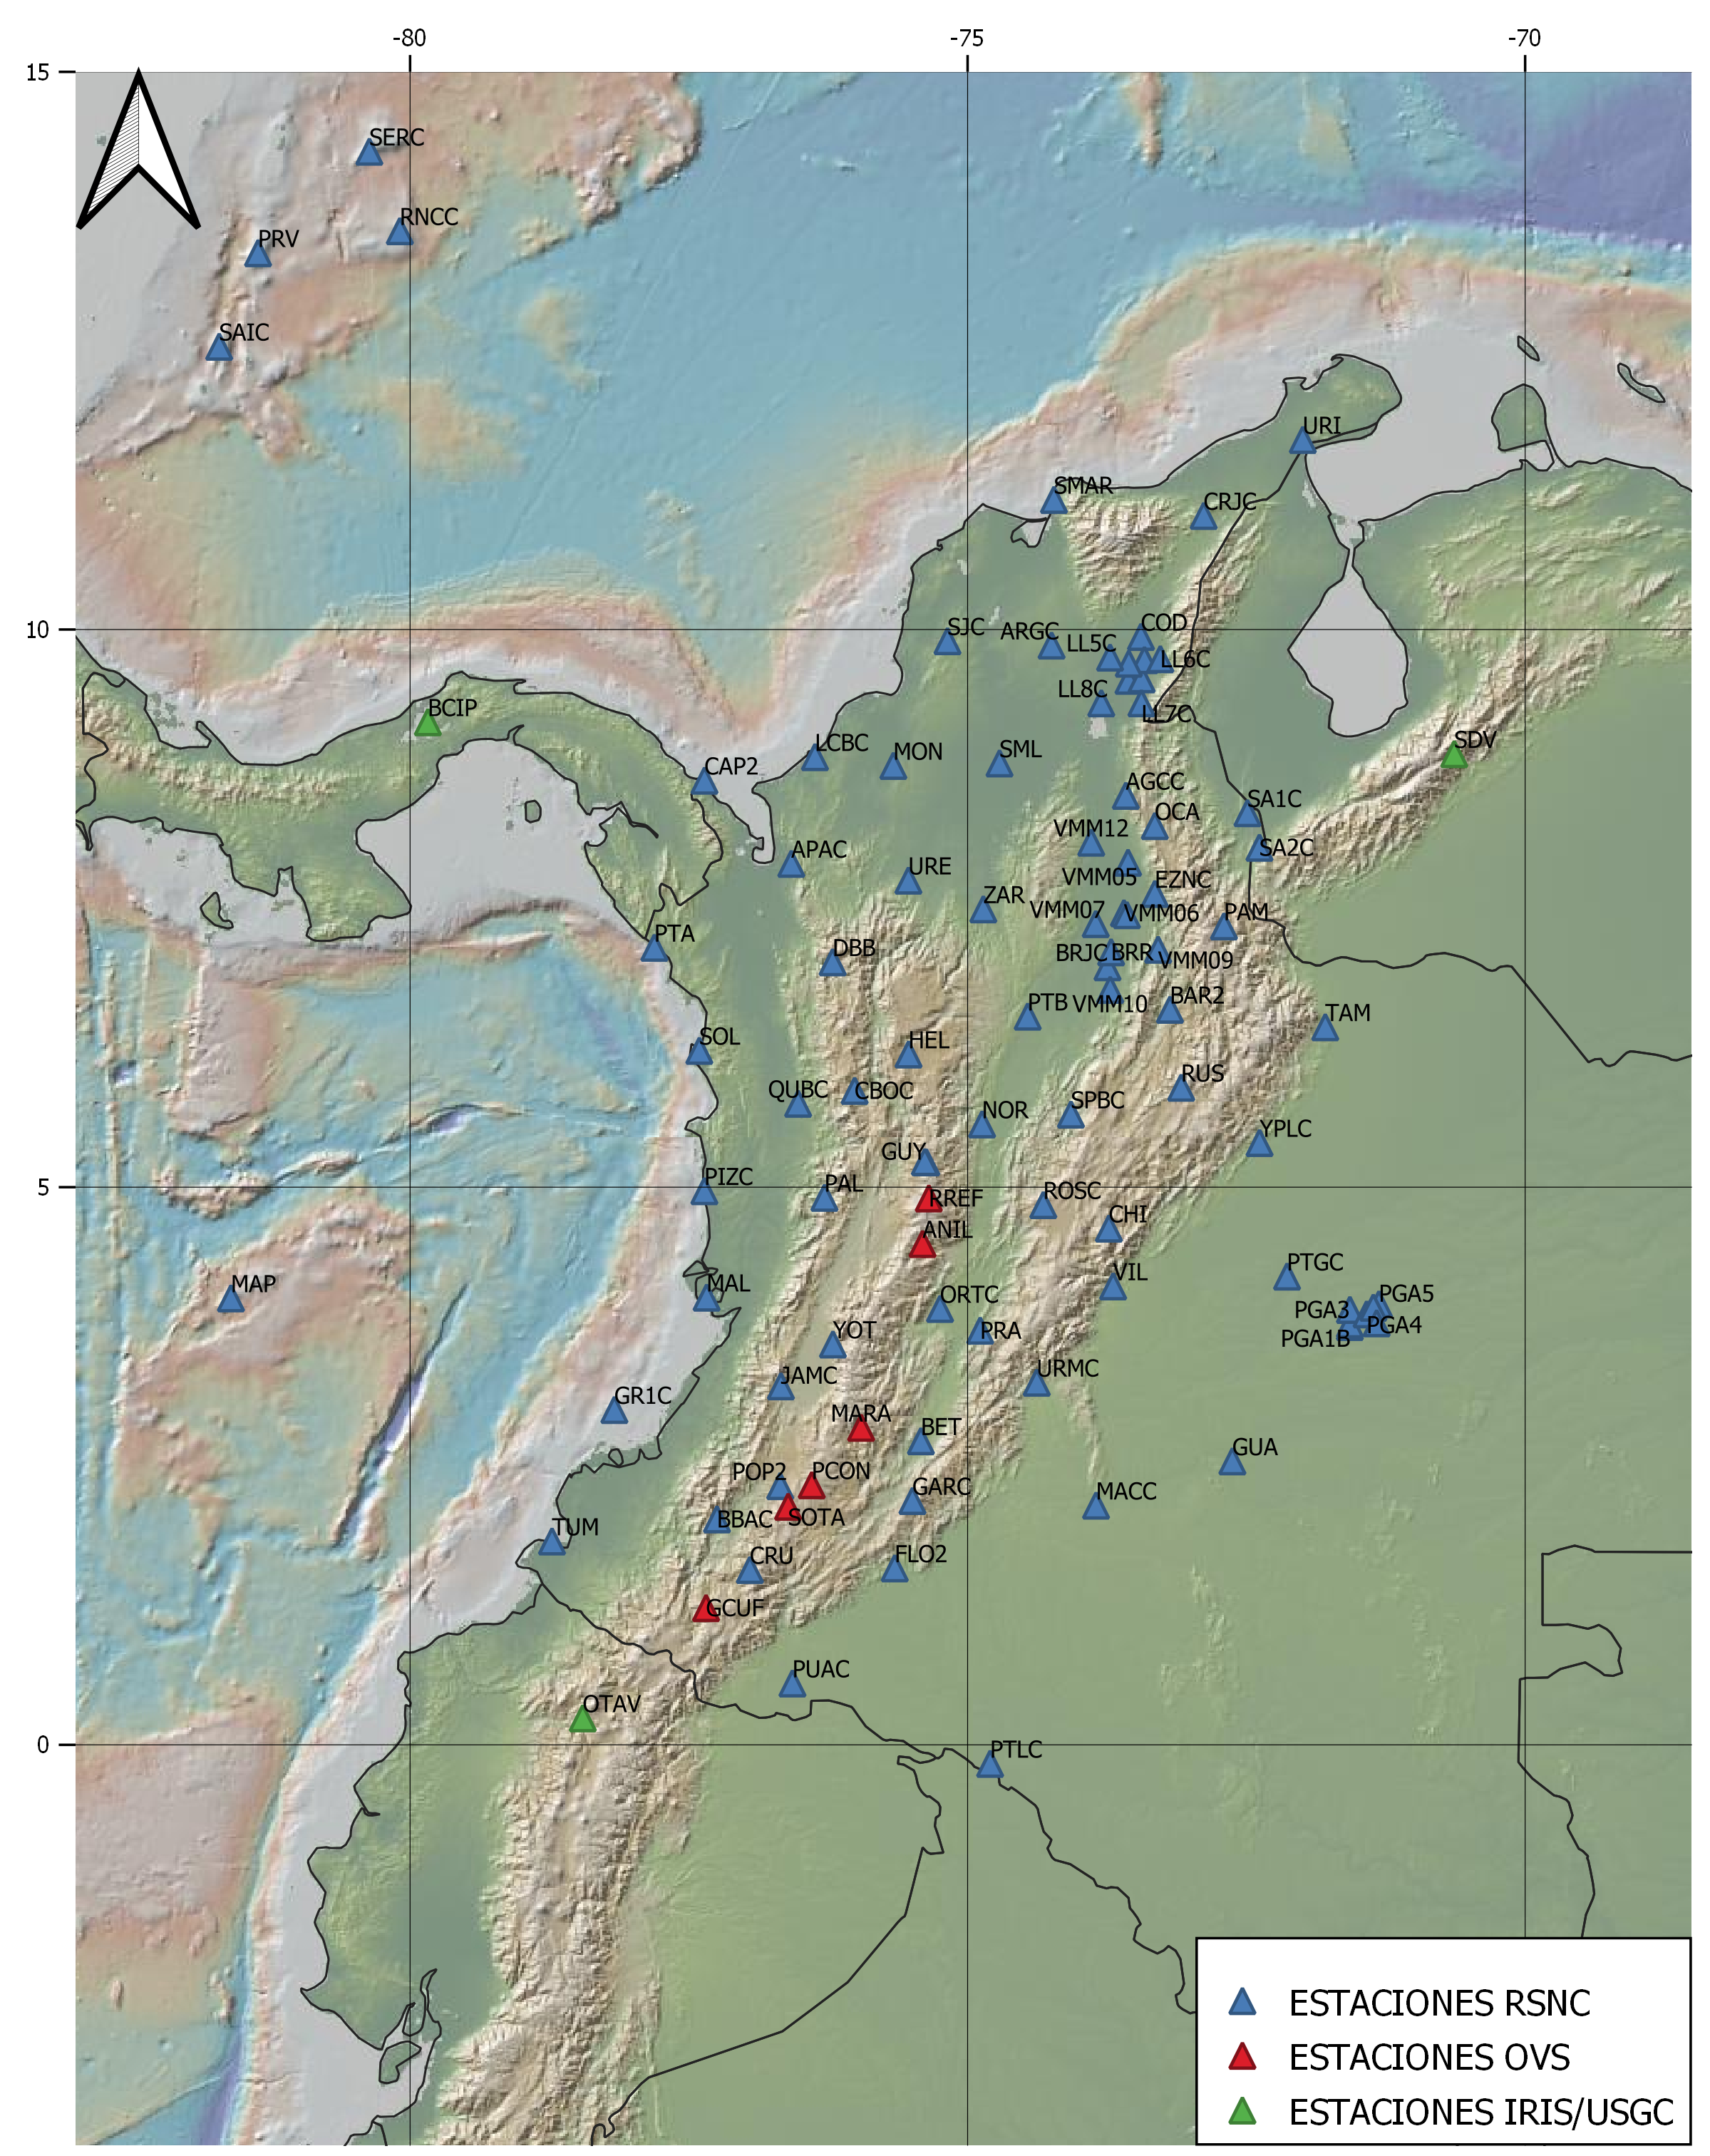 -80
-75
-70
15
SERC
RNCC
PRV
SAIC
URI
SMAR
CRJC
10
SJC
ARGC
COD
LL5C
LL6C
LL8C
LL7C
BCIP
LCBC
MON
SML
SDV
CAP2
AGCC
SA1C
OCA
VMM12
SA2C
APAC
URE
VMM05
EZNC
ZAR
VMM07
VMM06
PAM
PTA
DBB
BRJC
BRR
VMM09
BAR2
PTB
VMM10
TAM
SOL
HEL
RUS
QUBC
CBOC
SPBC
NOR
YPLC
GUY
5
PIZC
PAL
RREF
ROSC
CHI
ANIL
VIL
PTGC
MAP
MAL
ORTC
PGA5
PGA3
PGA4
PGA1B
YOT
PRA
JAMC
URMC
GR1C
MARA
BET
GUA
POP2
PCON
GARC
MACC
BBAC
SOTA
TUM
CRU
FLO2
GCUF
PUAC
OTAV
0
PTLC
ESTACIONES RSNC
ESTACIONES OVS
ESTACIONES IRIS/USGC